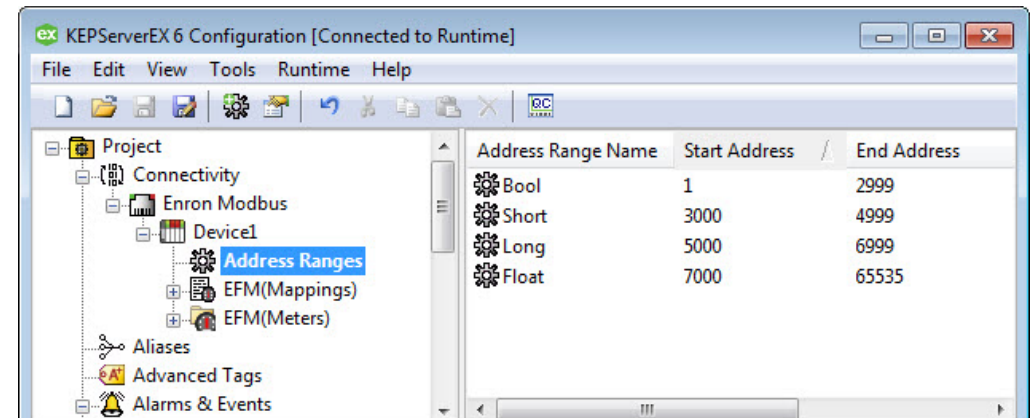 ex KEPServerEX 6 Configuration [Connected to Runtime]
File Edit View Tools Runtime Help
QC
Project
Connectivity
Enron Modbus
Device1
Address Ranges
EFM(Mappings)
EFM(Meters)
Aliases
Advanced Tags
Alarms & Events
Address Range Name Start Address End Address
Bool 1 2999
Short 3000 4999
Long 5000 6999
Float 7000 65535